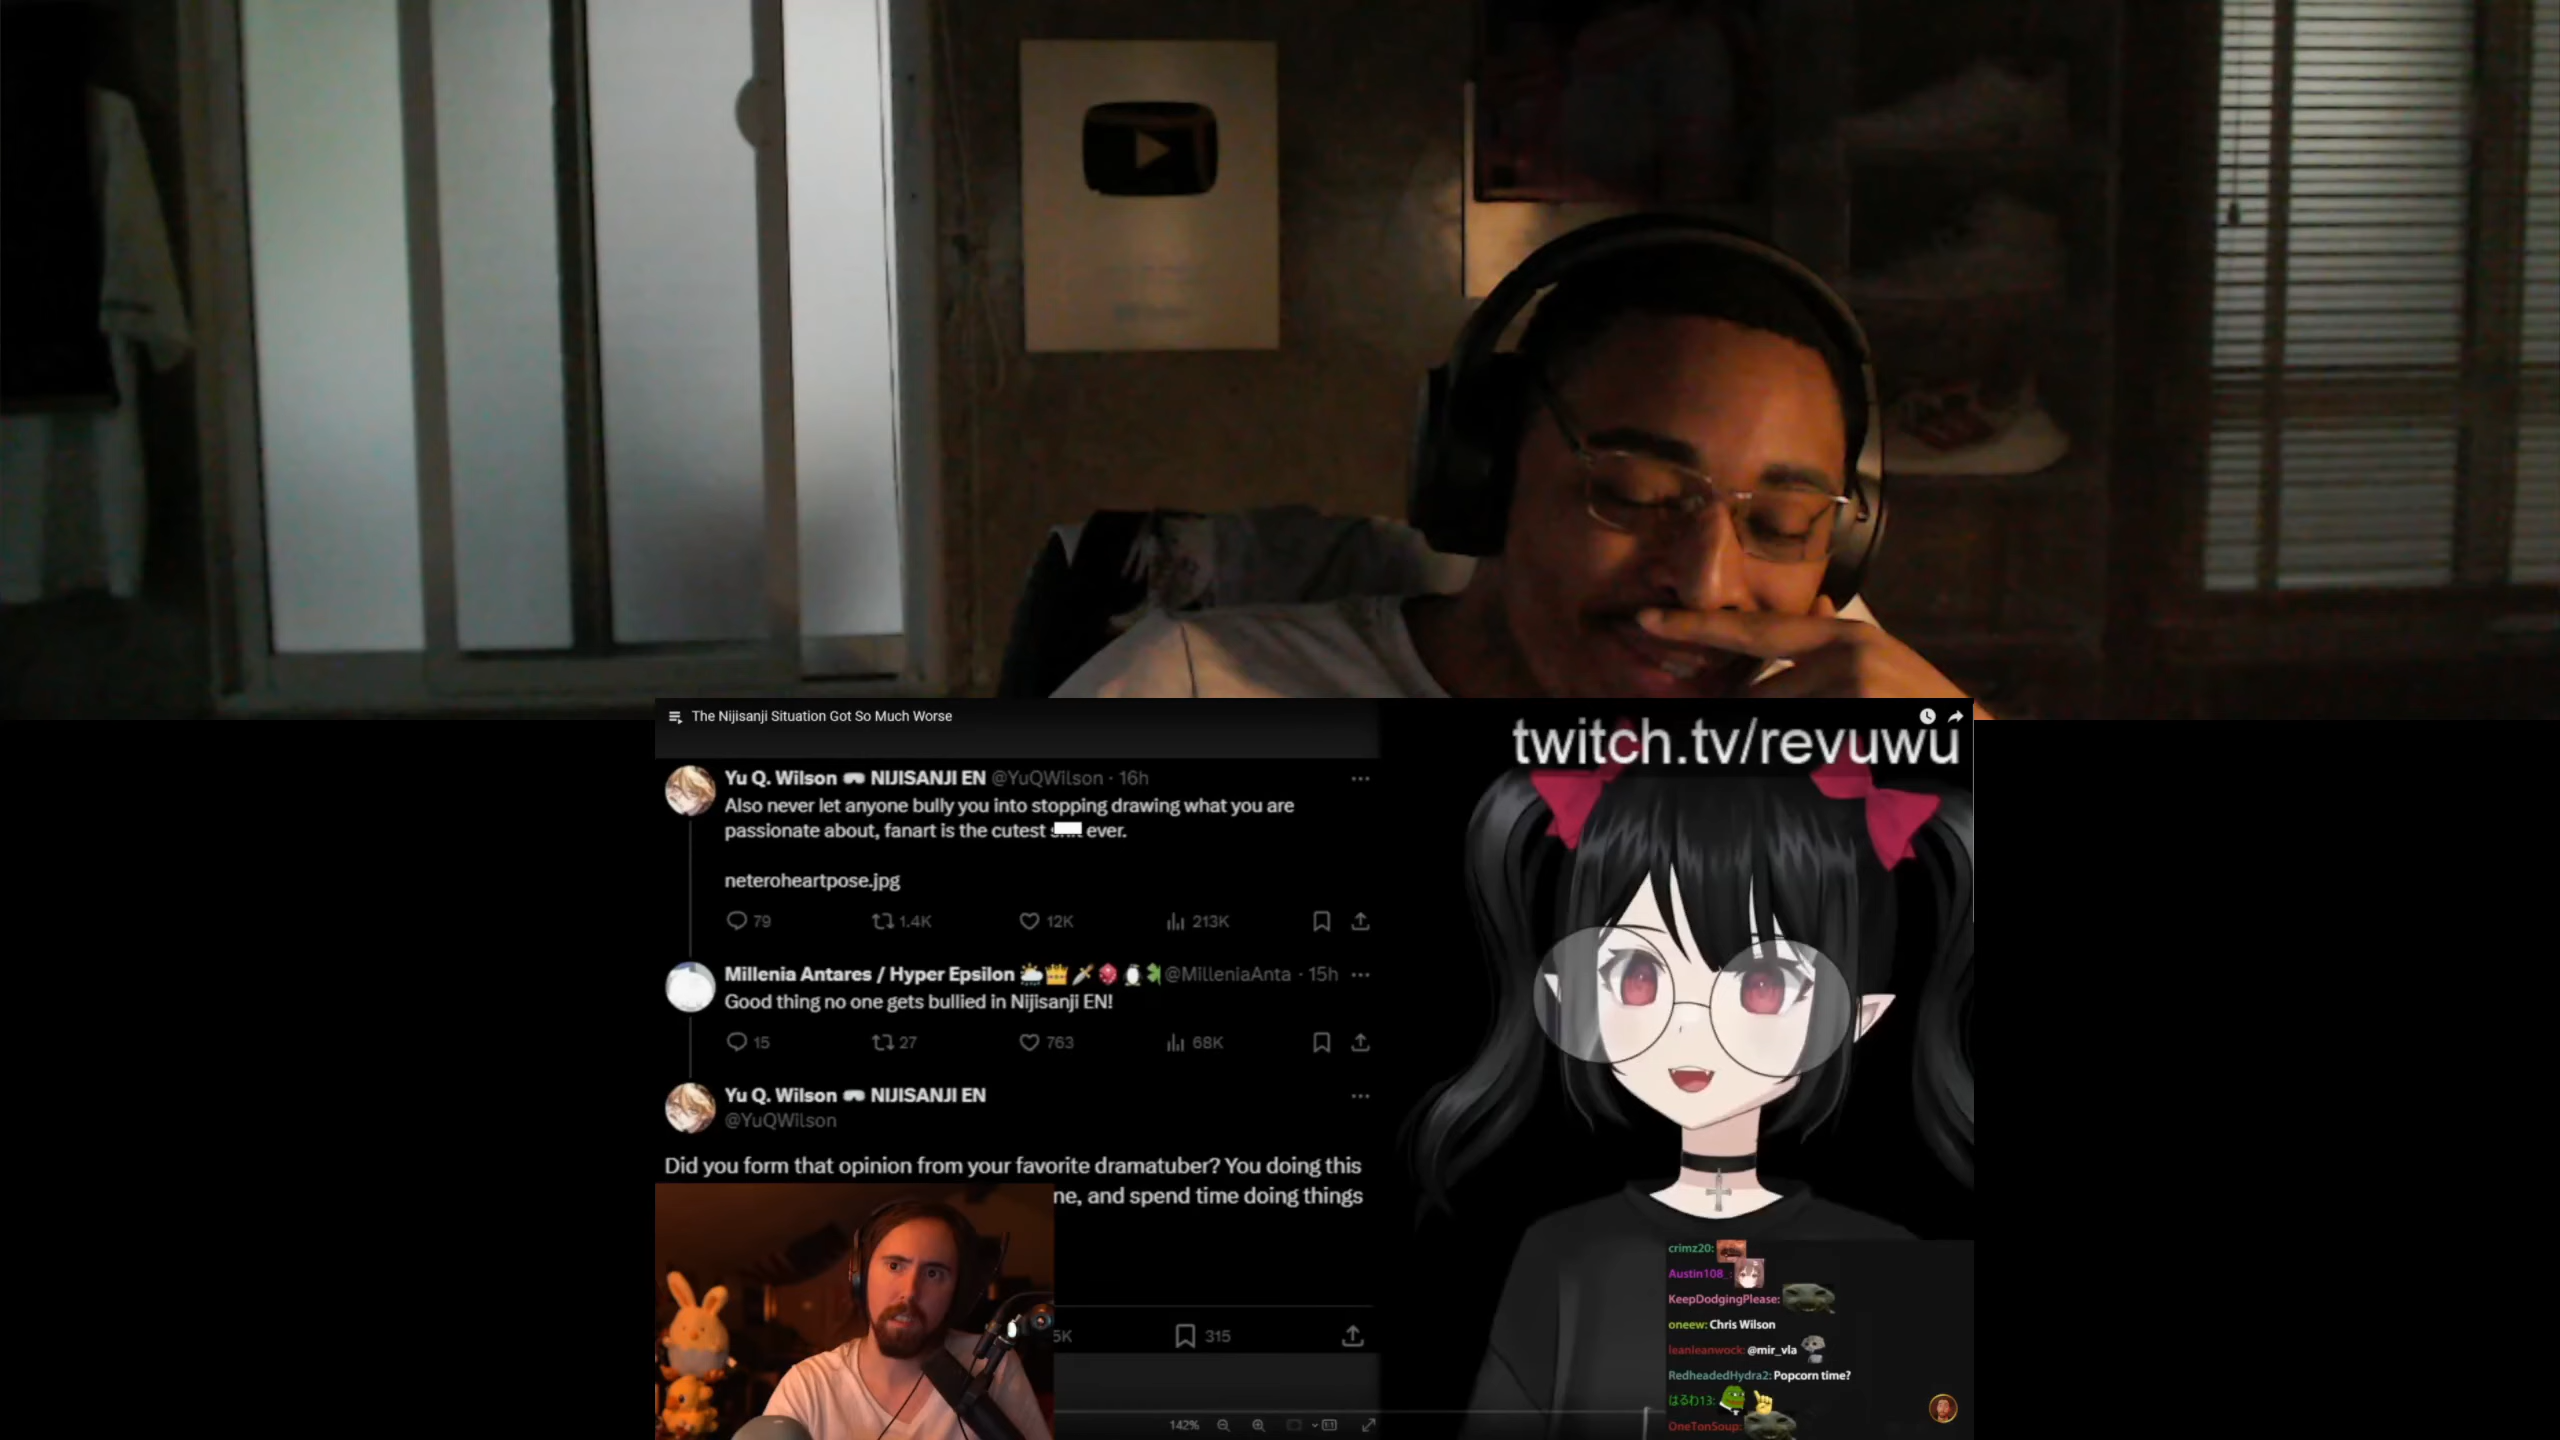 The Nijisanji Situation Got So Much Worse
twitch.tv/revuwu
Yu Q. Wilson NIJISANJI EN @YuQWilson · 16h
Also never let anyone bully you into stopping drawing what you are
passionate about, fanart is the cutest ever.
neteroheartpose.jpg
79 1.4K 12K 213K
Millenia Antares / Hyper Epsilon @MilleniaAnta · 15h
Good thing no one gets bullied in Nijisanji EN!
15 27 763 68K
Yu Q. Wilson NIJISANJI EN
@YuQWilson
Did you form that opinion from your favorite dramatuber? You doing this
ne, and spend time doing things
5K 315
142%
crimz20:
Austin108_:
KeepDodgingPlease:
oneew: Chris Wilson
leanleanwock: @mir_vla
RedheadedHydra2: Popcorn time?
はるわ13:
OneTonSoup: